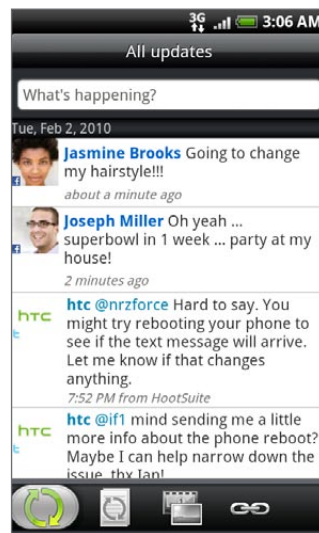 3G 3:06 AM
All updates
What's happening?
Tue, Feb 2, 2010
Jasmine Brooks Going to change
my hairstyle!!!
about a minute ago
Joseph Miller Oh yeah ...
superbowl in 1 week ... party at my
house!
2 minutes ago
htc
htc @nrzforce Hard to say. You
might try rebooting your phone to
see if the text message will arrive.
Let me know if that changes
anything.
7:52 PM from HootSuite
htc
htc @if1 mind sending me a little
more info about the phone reboot?
Maybe I can help narrow down the
issue, thx Ian!